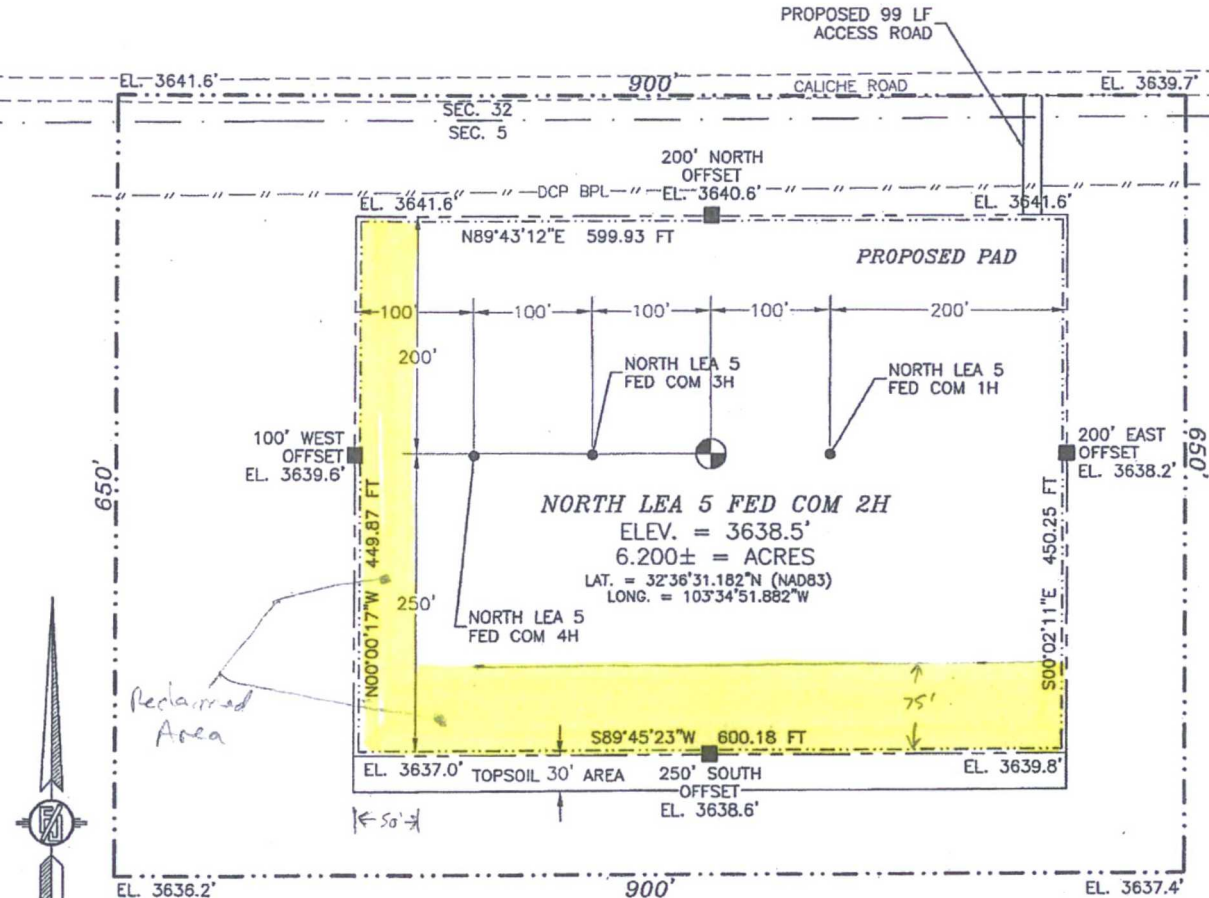 PROPOSED 99 LF
ACCESS ROAD
EL. 3641.6'
900'
CALICHE ROAD
EL. 3639.7'
SEC. 32
SEC. 5
200' NORTH
OFFSET
EL. 3640.6'
DCP BPL
EL. 3641.6'
EL. 3641.6'
N89°43'12"E 599.93 FT
PROPOSED PAD
100'
100'
100'
100'
200'
200'
NORTH LEA 5
FED COM 3H
NORTH LEA 5
FED COM 1H
100' WEST
OFFSET
EL. 3639.6'
200' EAST
OFFSET
EL. 3638.2'
650'
650'
N00°00'17"W 449.87 FT
S00°02'11"E 450.25 FT
NORTH LEA 5 FED COM 2H
ELEV. = 3638.5'
6.200± = ACRES
LAT. = 32°36'31.182"N (NAD83)
LONG. = 103°34'51.882"W
250'
NORTH LEA 5
FED COM 4H
Reclaimed
Area
75'
S89°45'23"W 600.18 FT
EL. 3637.0'
TOPSOIL 30' AREA
250' SOUTH
OFFSET
EL. 3638.6'
EL. 3639.8'
50'
EL. 3636.2'
900'
EL. 3637.4'